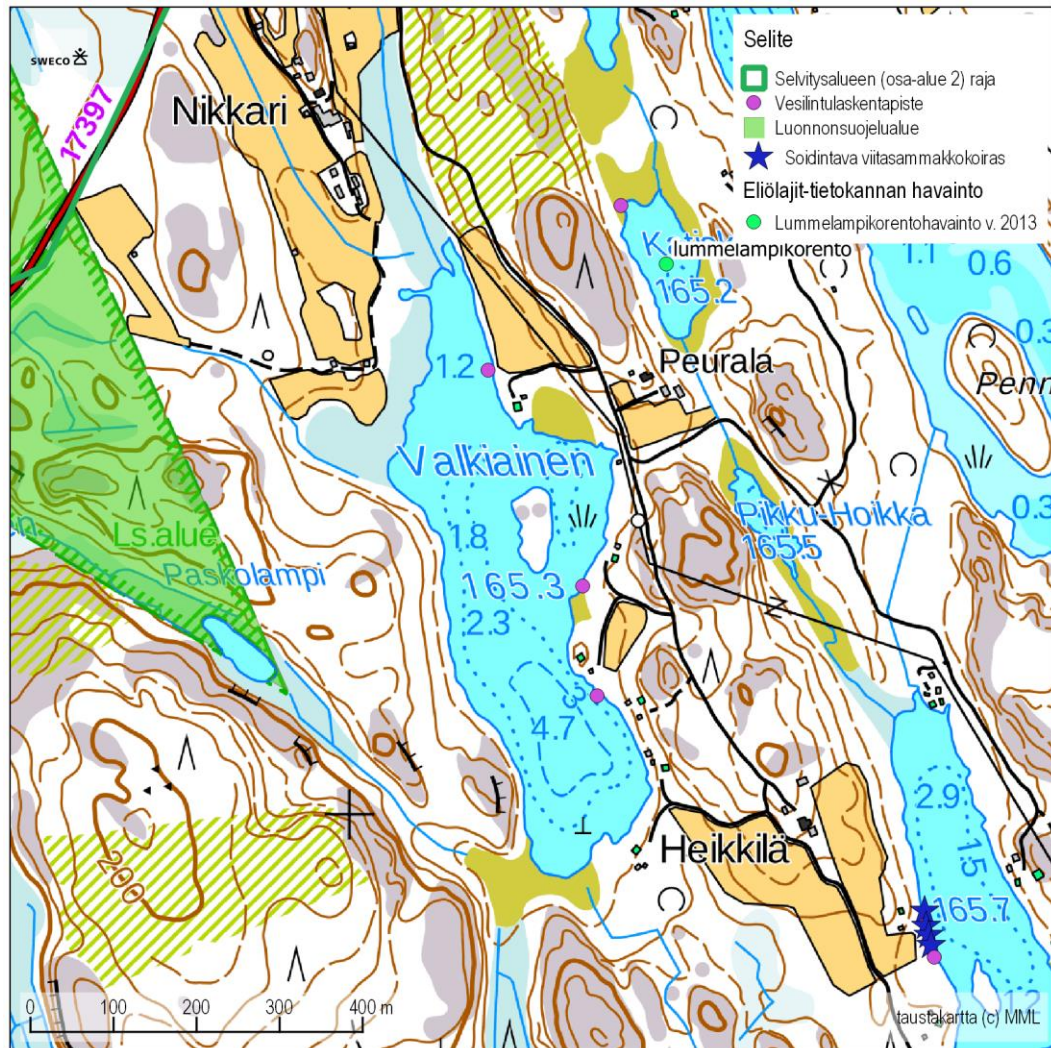 SWECO
17397
Nikkari
Selite
Selvitysalueen (osa-alue 2) raja
Vesilintulaskentapiste
Luonnonsuojelualue
Soidintava viitasammakkokoiras
Eliölajit-tietokannan havainto
Lummelampikorentohavainto v. 2013
lummelampikorento
165.2
1.1
0.6
0.3
Peurala
1.2
Valkiainen
1.8
Pikku-Hoikka
165.5
0.3
Ls.alue
Paskolampi
165.3
2.3
3
4.7
200
2.9
1.5
Heikkilä
165.7
1.2
0 100 200 400 m
taustakartta (c) MML